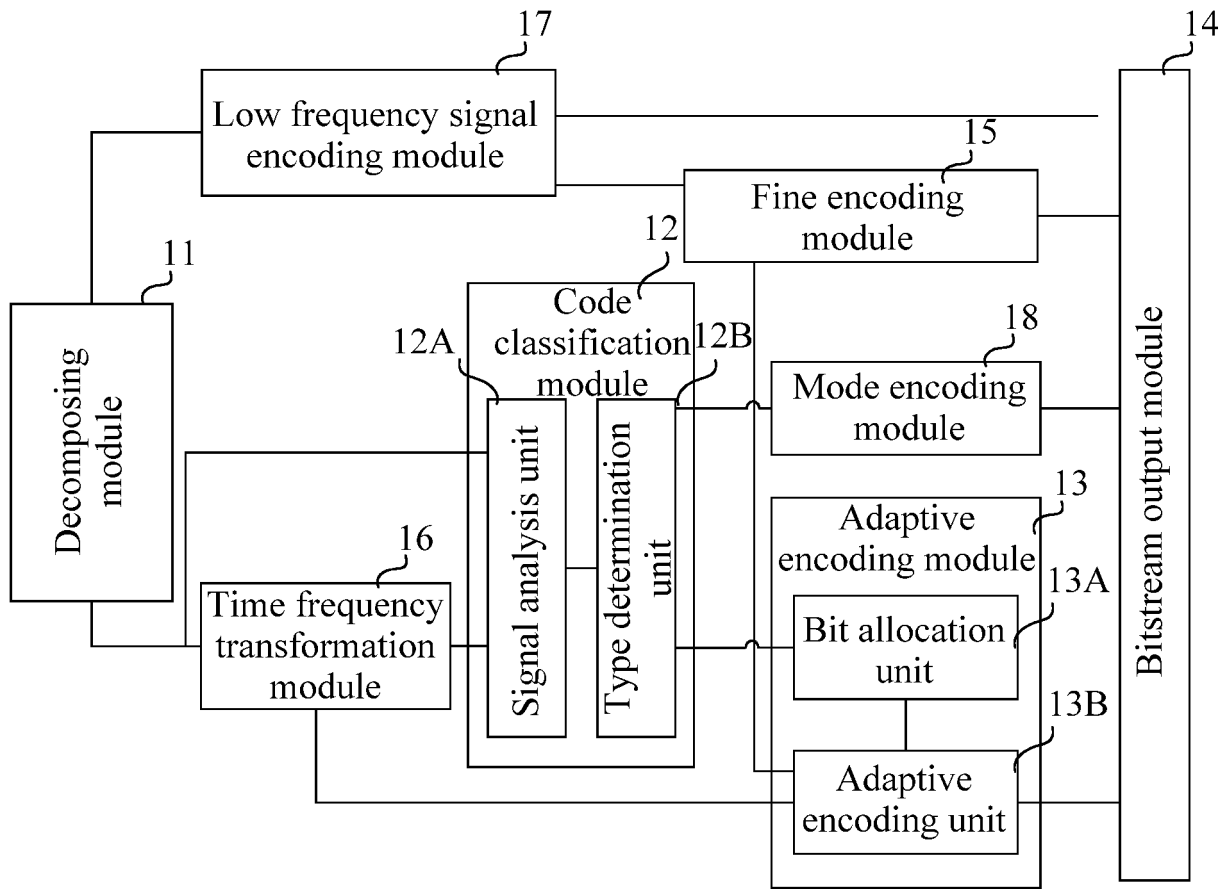 17
14
Low frequency signal
encoding module
15
Fine encoding
module
11
Decomposing
module
12
Code
classification
module
12A
12B
Signal analysis unit
Type determination
unit
18
Mode encoding
module
16
Time frequency
transformation
module
13
Adaptive
encoding module
13A
Bit allocation
unit
13B
Adaptive
encoding unit
Bitstream output module